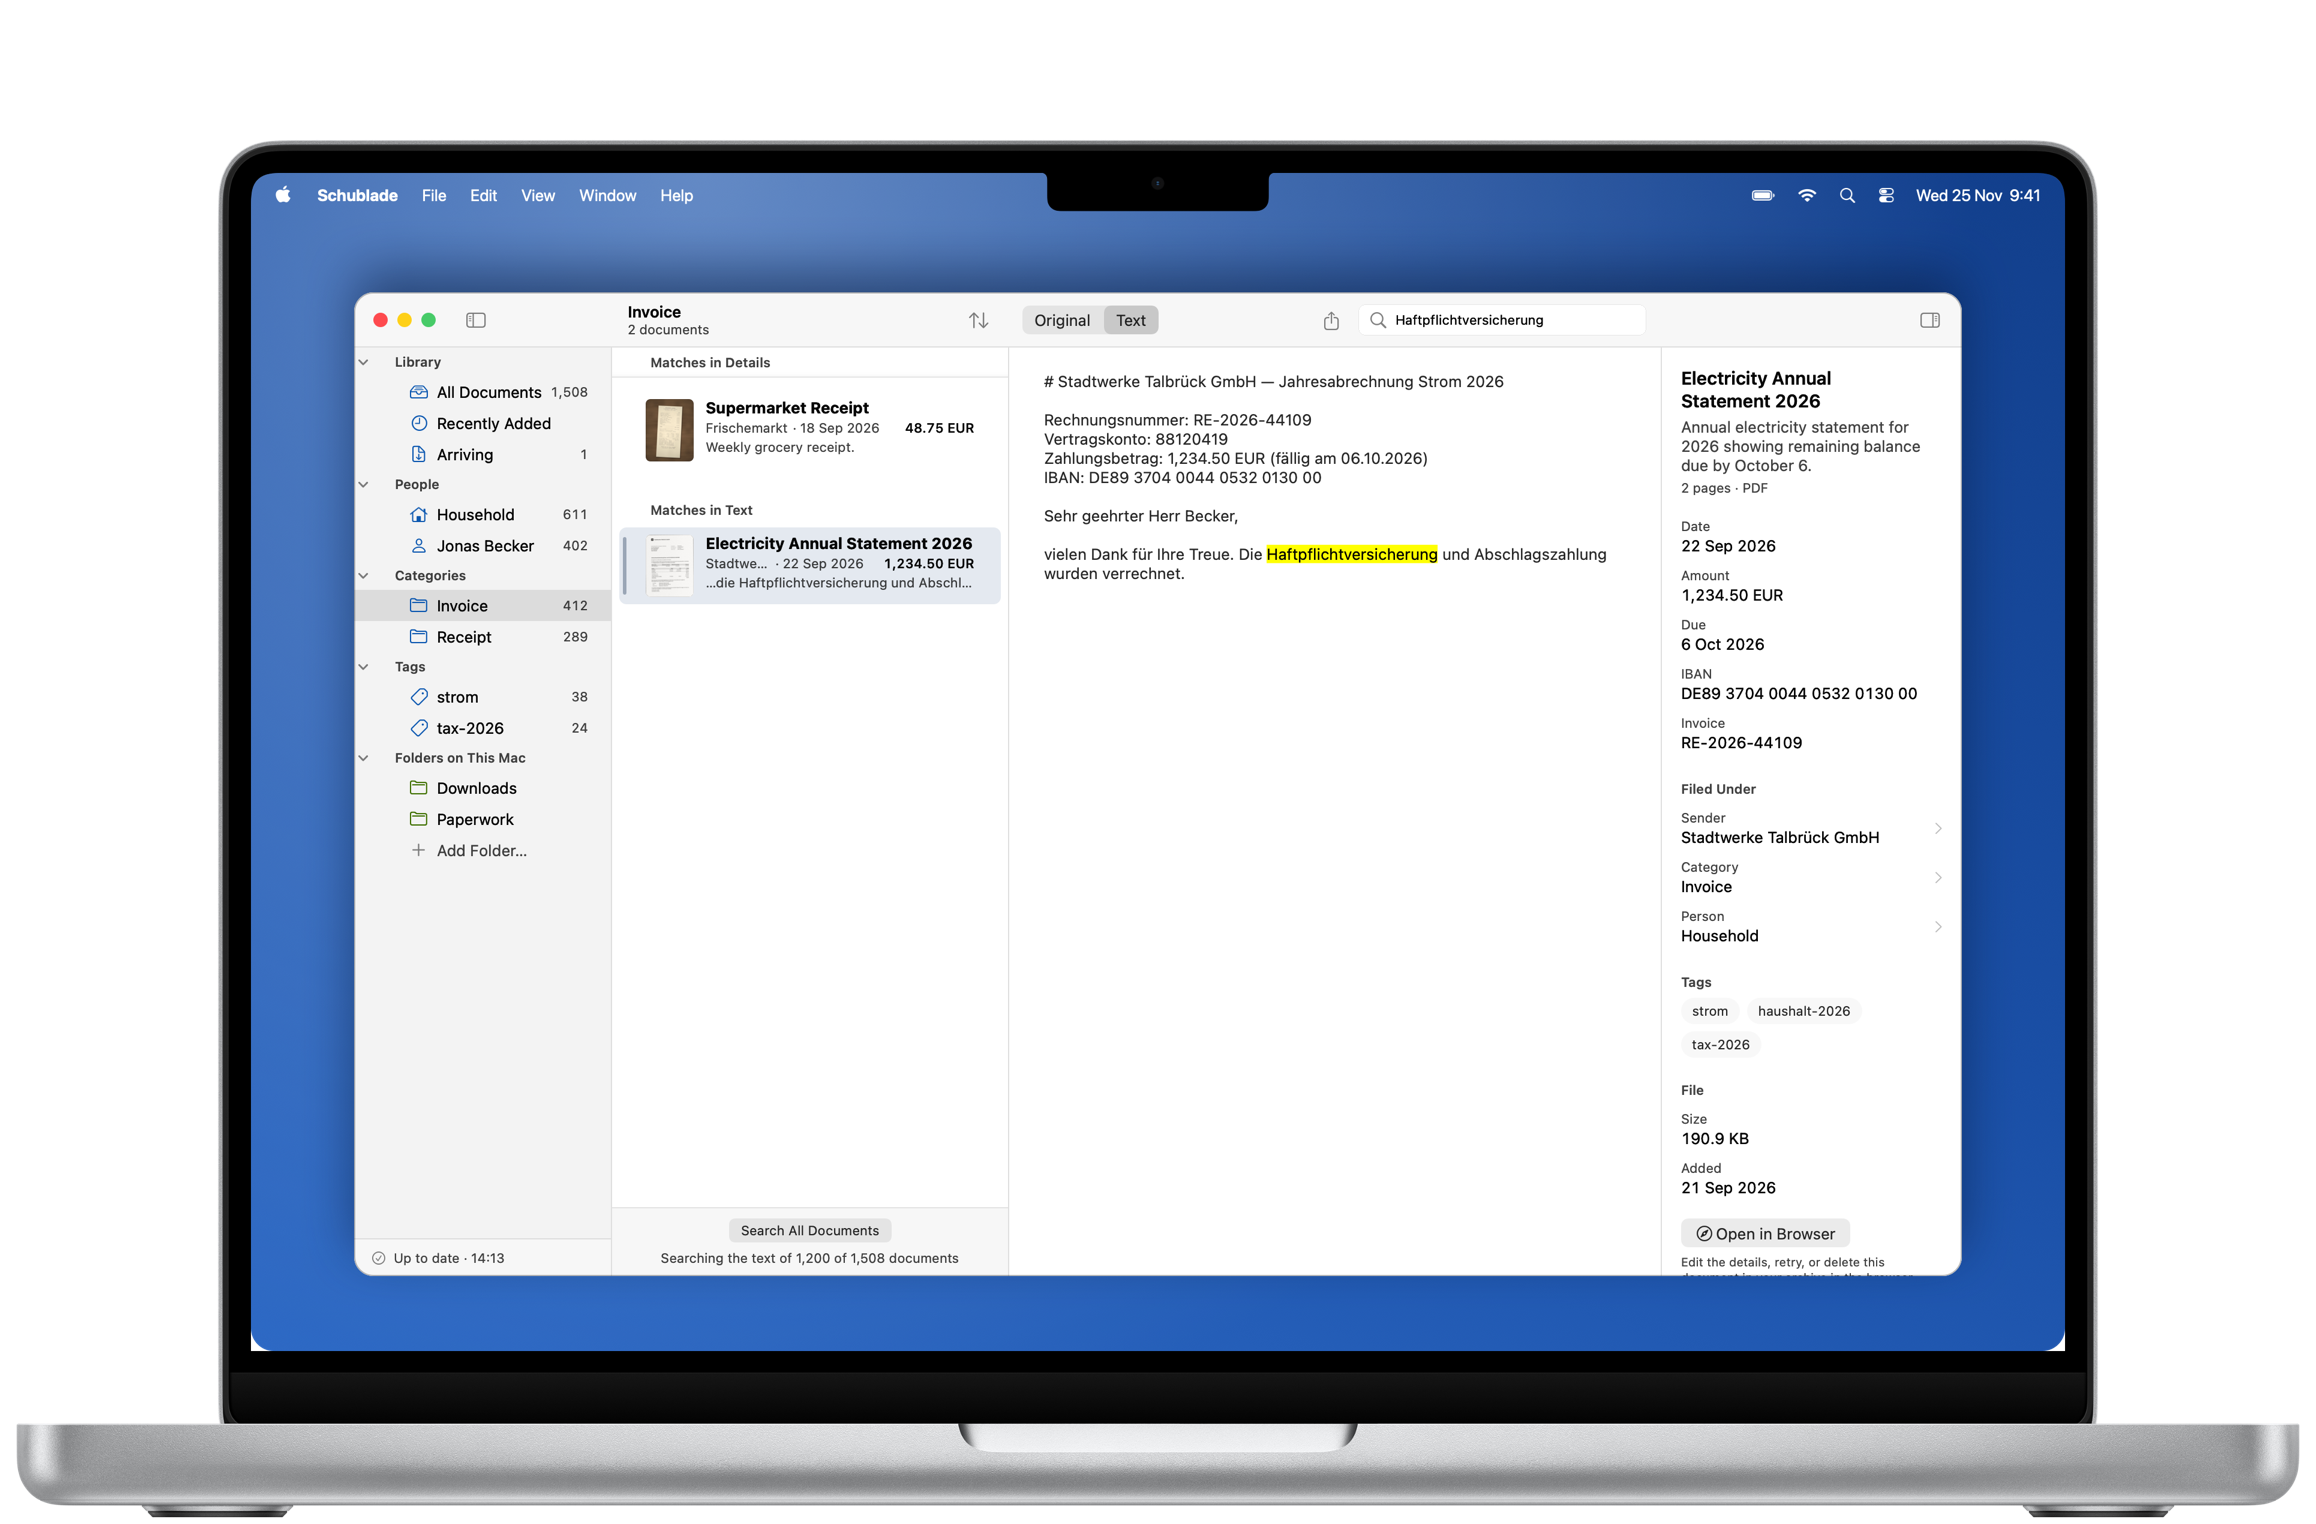 Schublade File Edit View Window Help
Wed 25 Nov 9:41
Invoice
2 documents
Original Text
Haftpflichtversicherung
Library
All Documents 1,508
Recently Added
Arriving 1
People
Household 611
Jonas Becker 402
Categories
Invoice 412
Receipt 289
Tags
strom 38
tax-2026 24
Folders on This Mac
Downloads
Paperwork
Add Folder...
Up to date · 14:13
Matches in Details
Supermarket Receipt
Frischemarkt · 18 Sep 2026 48.75 EUR
Weekly grocery receipt.
Matches in Text
Electricity Annual Statement 2026
Stadtwe... · 22 Sep 2026 1,234.50 EUR
...die Haftpflichtversicherung und Abschl...
Search All Documents
Searching the text of 1,200 of 1,508 documents
# Stadtwerke Talbrück GmbH — Jahresabrechnung Strom 2026
Rechnungsnummer: RE-2026-44109
Vertragskonto: 88120419
Zahlungsbetrag: 1,234.50 EUR (fällig am 06.10.2026)
IBAN: DE89 3704 0044 0532 0130 00
Sehr geehrter Herr Becker,
vielen Dank für Ihre Treue. Die Haftpflichtversicherung und Abschlagszahlung
wurden verrechnet.
Electricity Annual
Statement 2026
Annual electricity statement for
2026 showing remaining balance
due by October 6.
2 pages · PDF
Date
22 Sep 2026
Amount
1,234.50 EUR
Due
6 Oct 2026
IBAN
DE89 3704 0044 0532 0130 00
Invoice
RE-2026-44109
Filed Under
Sender
Stadtwerke Talbrück GmbH
Category
Invoice
Person
Household
Tags
strom haushalt-2026
tax-2026
File
Size
190.9 KB
Added
21 Sep 2026
Open in Browser
Edit the details, retry, or delete this